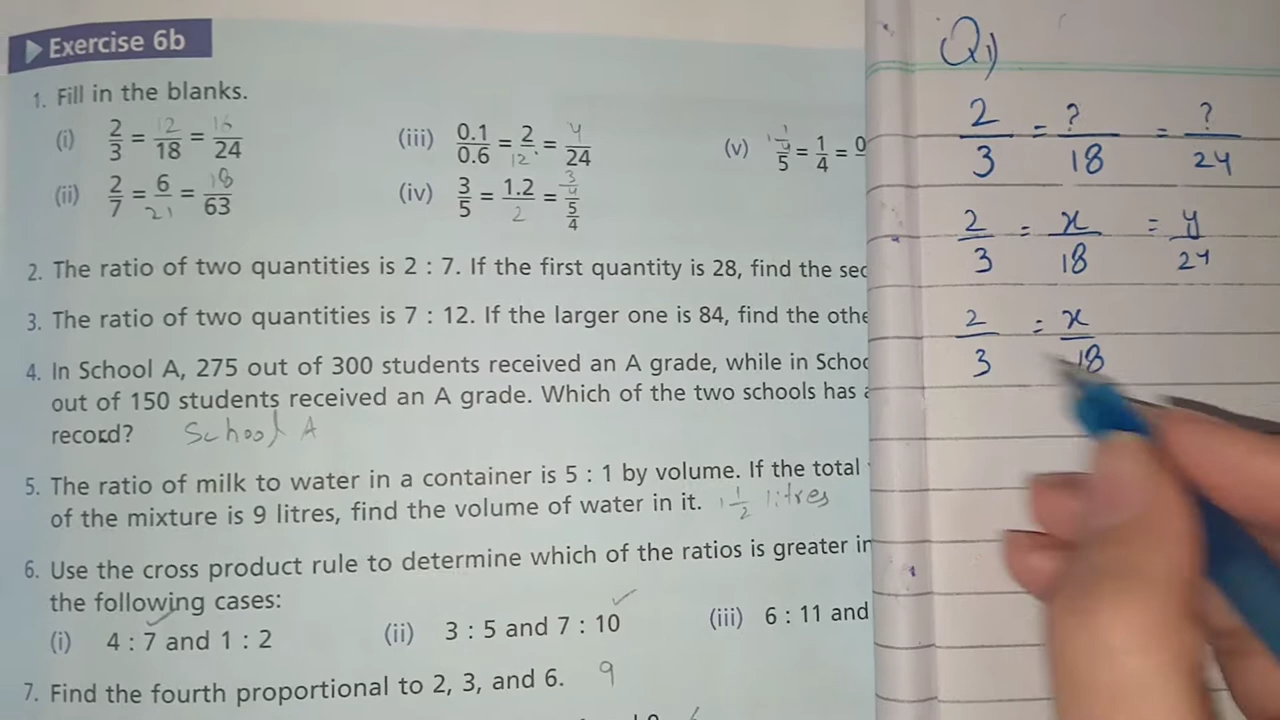 Exercise 6b
1. Fill in the blanks.
(i) 2/3 = 12/18 = 16/24
(iii) 0.1/0.6 = 2/12 = 4/24
(v) 5 = 1/4 = 0
(ii) 2/7 = 6/21 = 18/63
(iv) 3/5 = 1.2/2 = 3/4 / 5/4
2. The ratio of two quantities is 2 : 7. If the first quantity is 28, find the sec
3. The ratio of two quantities is 7 : 12. If the larger one is 84, find the othe
4. In School A, 275 out of 300 students received an A grade, while in Schoo
out of 150 students received an A grade. Which of the two schools has a
record? School A
5. The ratio of milk to water in a container is 5 : 1 by volume. If the total
of the mixture is 9 litres, find the volume of water in it. 1 1/2 litres
6. Use the cross product rule to determine which of the ratios is greater in
the following cases:
(i) 4 : 7 and 1 : 2
(ii) 3 : 5 and 7 : 10
(iii) 6 : 11 and
7. Find the fourth proportional to 2, 3, and 6. 9
Q1)
2/3 = ?/18 = ?/24
2/3 = x/18 = y/24
2/3 = x/18